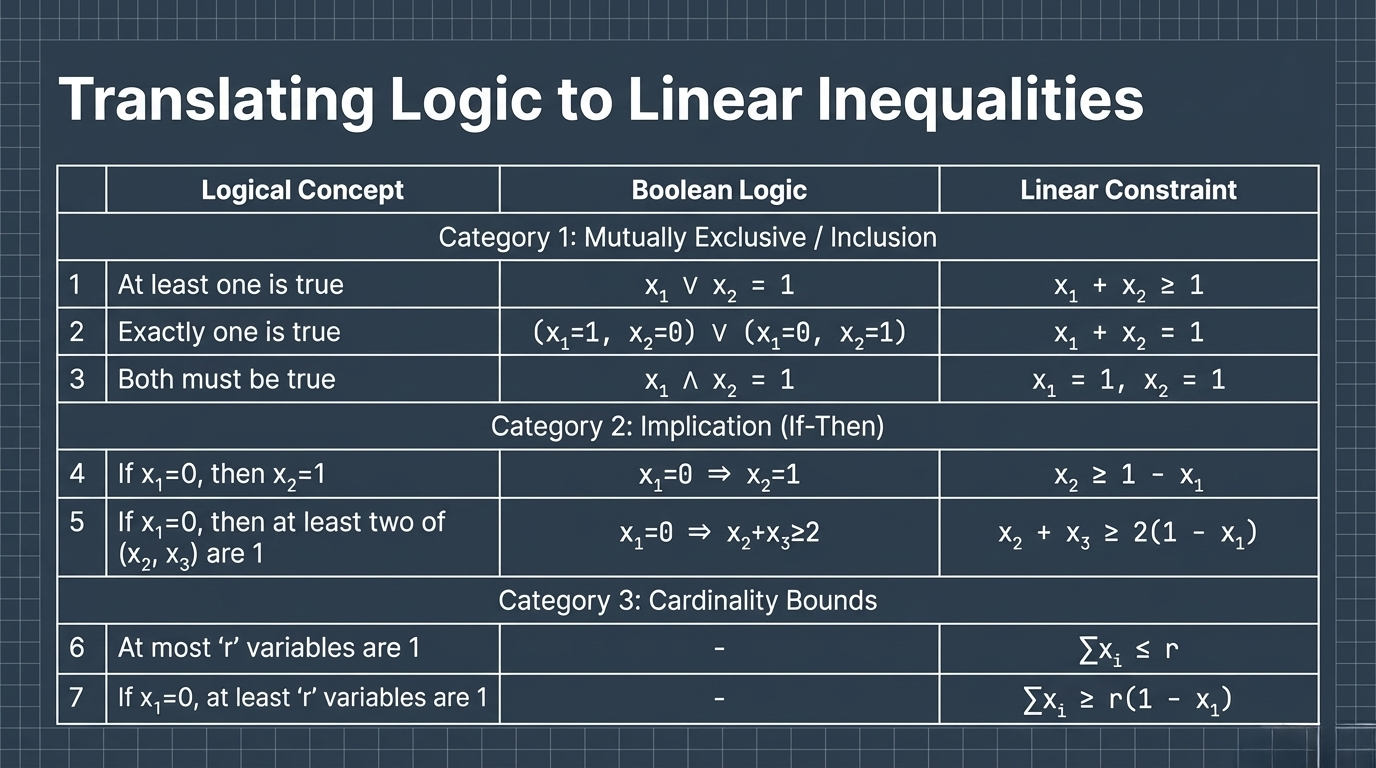 Translating Logic to Linear Inequalities
Logical Concept Boolean Logic Linear Constraint
Category 1: Mutually Exclusive / Inclusion
1 At least one is true x₁ ∨ x₂ = 1 x₁ + x₂ ≥ 1
2 Exactly one is true (x₁=1, x₂=0) ∨ (x₁=0, x₂=1) x₁ + x₂ = 1
3 Both must be true x₁ ∧ x₂ = 1 x₁ = 1, x₂ = 1
Category 2: Implication (If-Then)
4 If x₁=0, then x₂=1 x₁=0 ⇒ x₂=1 x₂ ≥ 1 - x₁
5 If x₁=0, then at least two of
(x₂, x₃) are 1 x₁=0 ⇒ x₂+x₃≥2 x₂ + x₃ ≥ 2(1 - x₁)
Category 3: Cardinality Bounds
6 At most ‘r’ variables are 1 - ∑xᵢ ≤ r
7 If x₁=0, at least ‘r’ variables are 1 - ∑xᵢ ≥ r(1 - x₁)